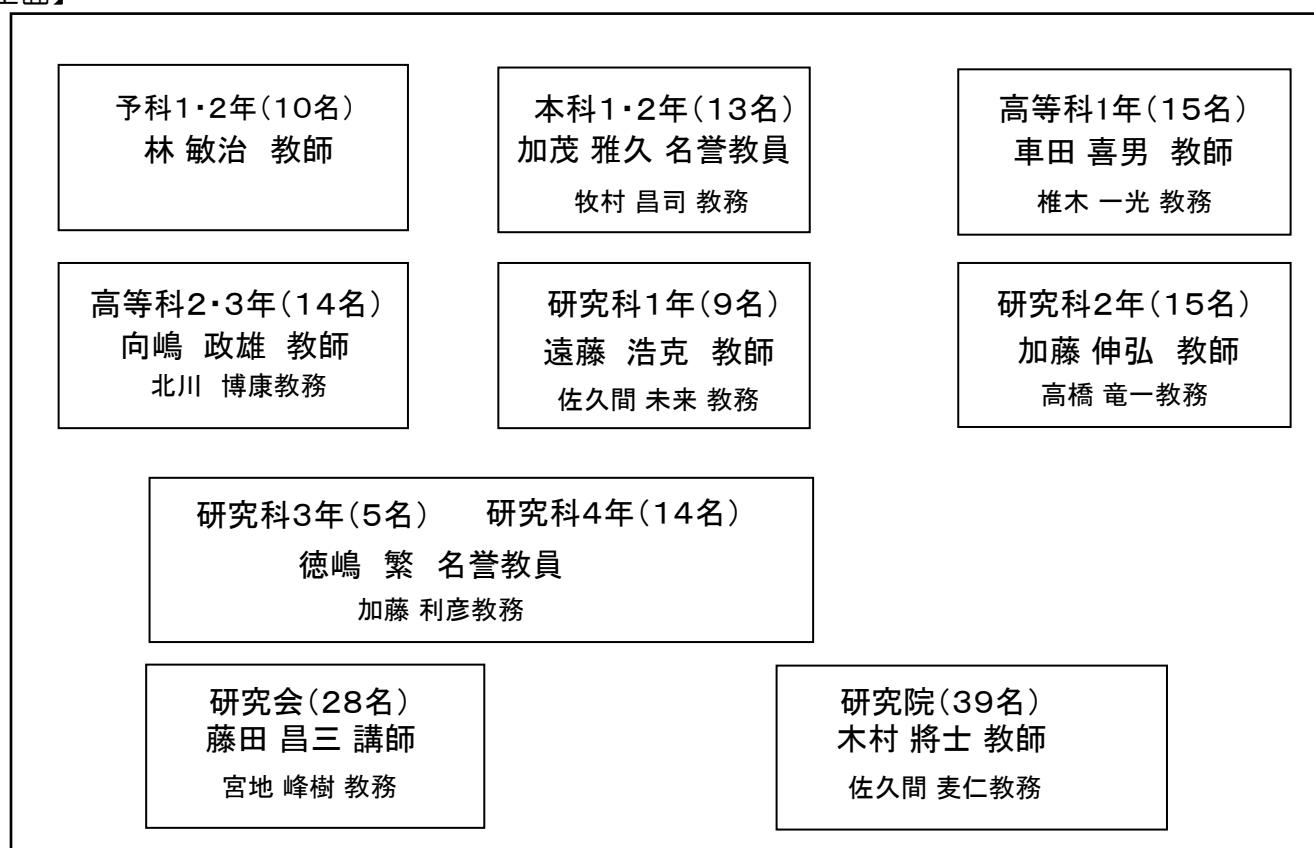 予科1・2年(10名)
林 敏治 教師
本科1・2年(13名)
加茂 雅久 名誉教員
牧村 昌司 教務
高等科1年(15名)
車田 喜男 教師
椎木 一光 教務
高等科2・3年(14名)
向嶋 政雄 教師
北川 博康教務
研究科1年(9名)
遠藤 浩克 教師
佐久間 未来 教務
研究科2年(15名)
加藤 伸弘 教師
高橋 竜一教務
研究科3年(5名) 研究科4年(14名)
徳嶋 繁 名誉教員
加藤 利彦教務
研究会(28名)
藤田 昌三 講師
宮地 峰樹 教務
研究院(39名)
木村 將士 教師
佐久間 麦仁教務